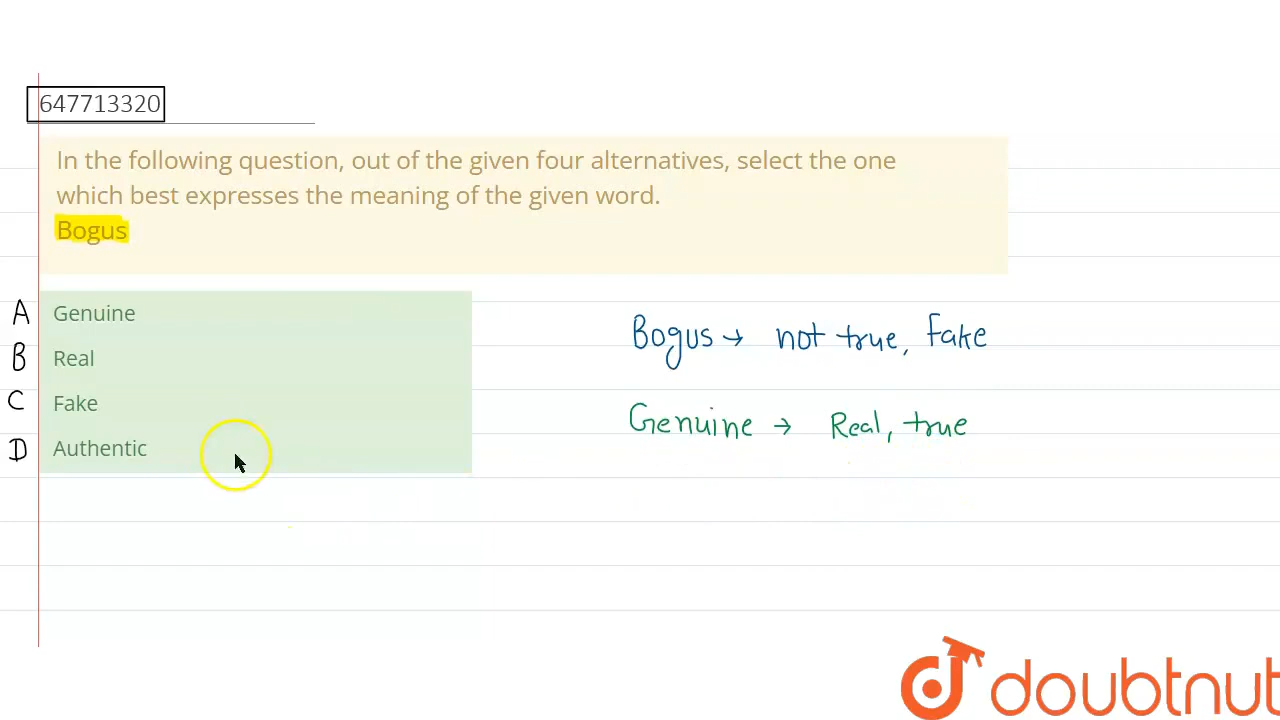 647713320
In the following question, out of the given four alternatives, select the one
which best expresses the meaning of the given word.
Bogus
A Genuine
B Real
C Fake
D Authentic
Bogus → not true, Fake
Genuine → Real, true
doubtnut